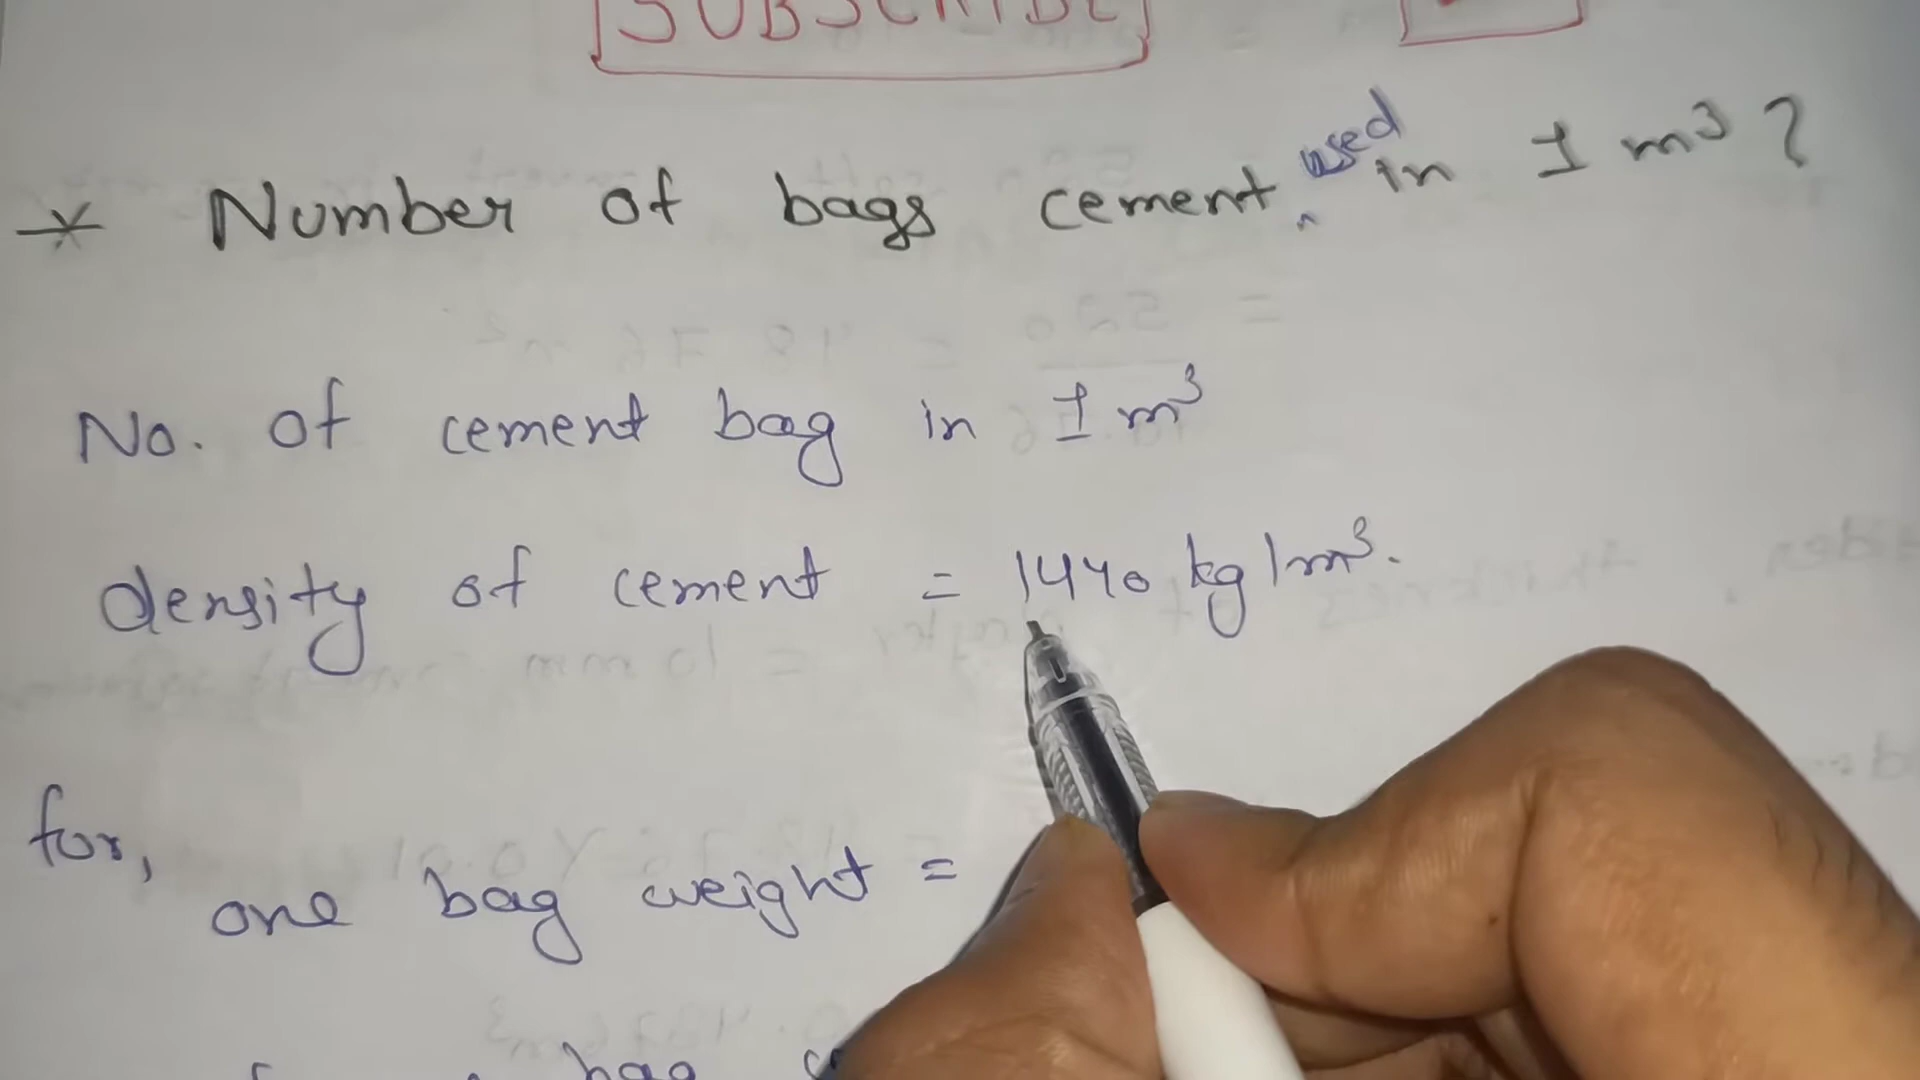 SUBSCRIBE
* Number of bags cement used in 1 m³ ?
No. of cement bag in 1 m³
density of cement = 1440 kg/m³.
for,
one bag weight =
bag